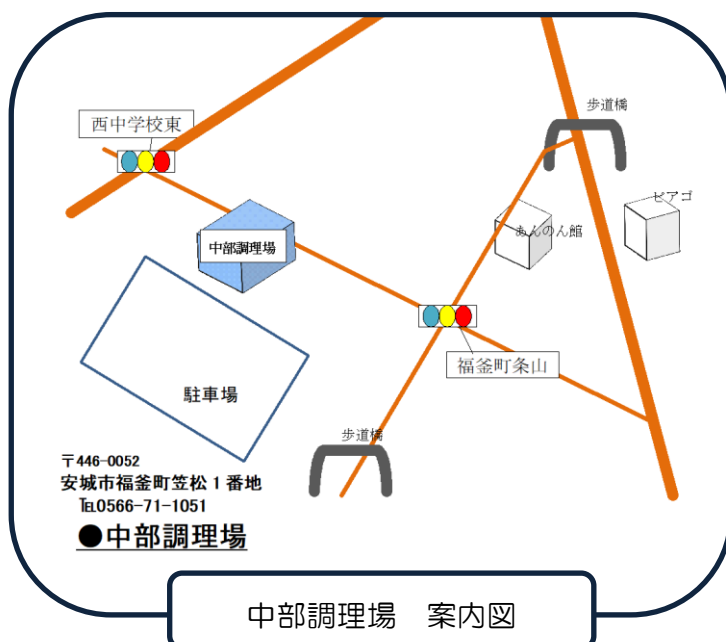 歩道橋
西中学校東
ピアゴ
あんのん館
中部調理場
福釜町条山
駐車場
歩道橋
〒446-0052
安城市福釜町笠松1番地
℡0566-71-1051
●中部調理場
中部調理場　案内図